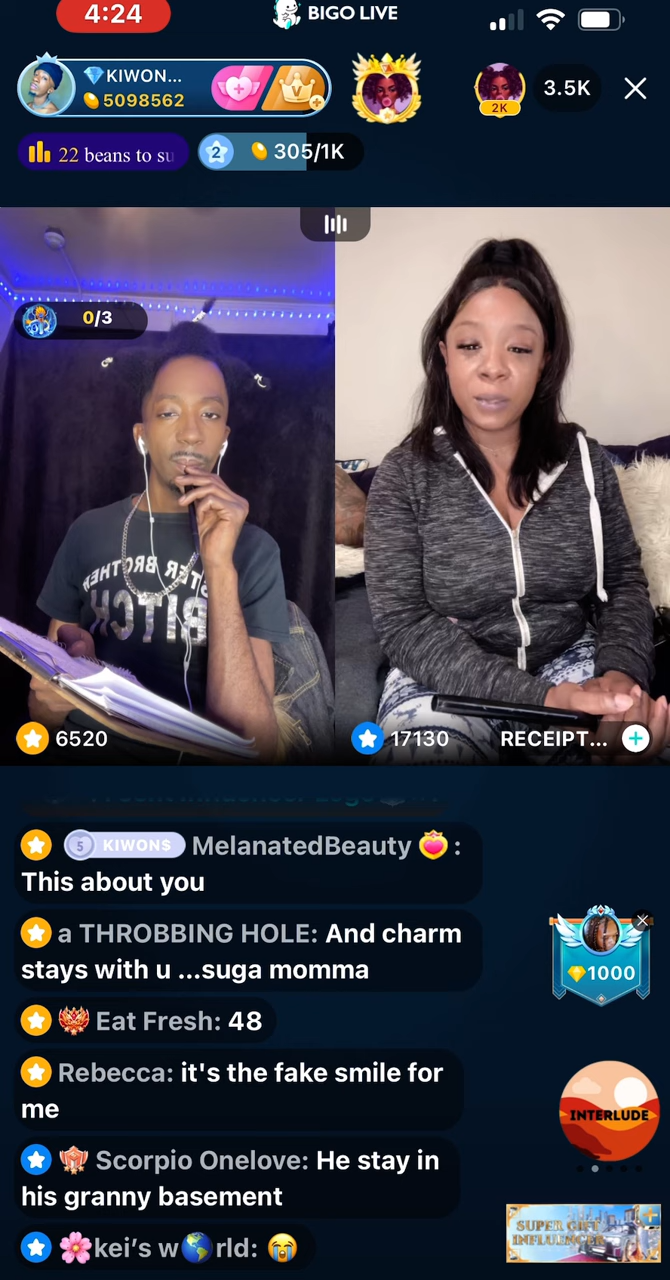 4:24
BIGO LIVE
KIWON...
5098562
2K
3.5K
22 beans to su
2
305/1K
0/3
BITCH
6520
17130
RECEIPT...
5 KIWON$ MelanatedBeauty :
This about you
a THROBBING HOLE: And charm
stays with u ...suga momma
1000
Eat Fresh: 48
Rebecca: it's the fake smile for
me
INTERLUDE
Scorpio Onelove: He stay in
his granny basement
SUPER GIFT
INFLUENCER
kei's w🌎rld: 😭